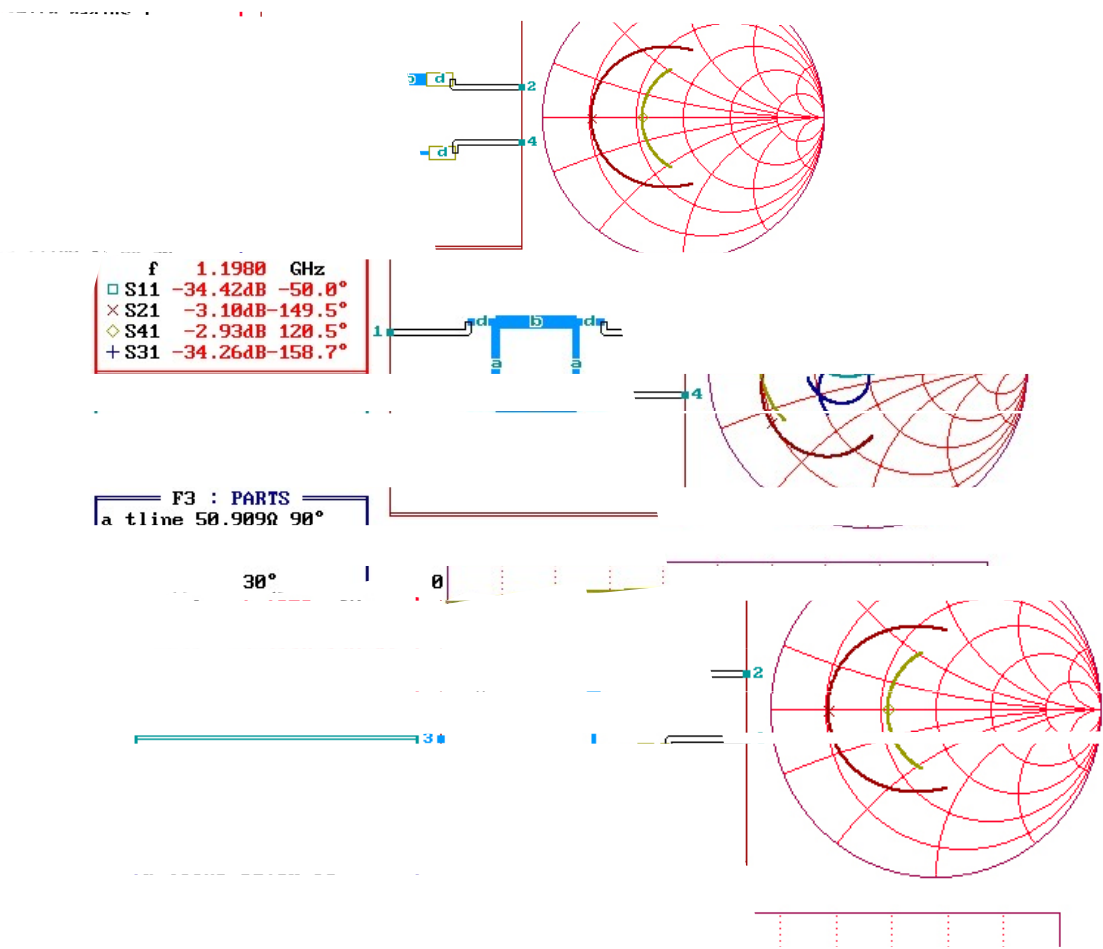 b d 2
d 4
f 1.1980 GHz
S11 -34.42dB -50.0°
× S21 -3.10dB-149.5°
S41 -2.93dB 120.5°
+ S31 -34.26dB-158.7°
1 d b d
a a
4
F3 : PARTS
a tline 50.909Ω 90°
30° 0
2
3